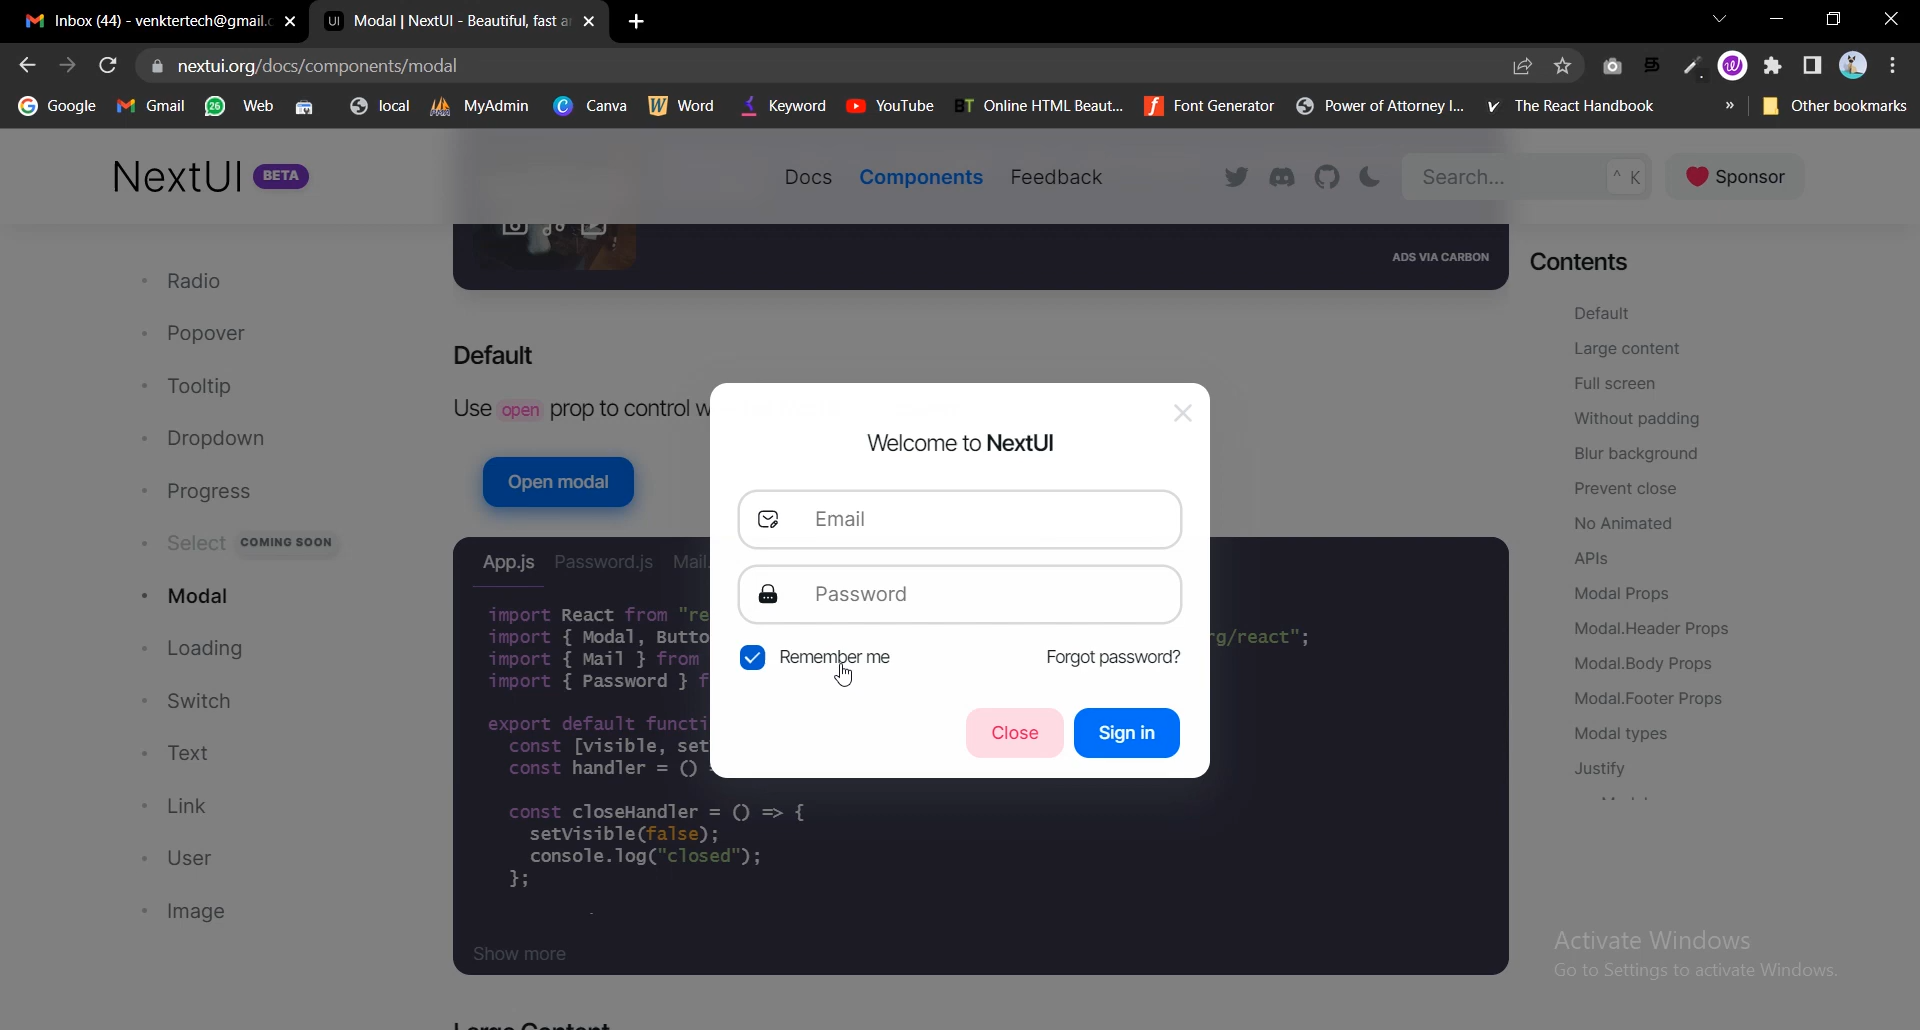 Inbox (44) - venktertech@gmail.c
UI Modal | NextUI - Beautiful, fast a
nextui.org/docs/components/modal
Google Gmail 26 Web local MyAdmin Canva Word Keyword YouTube BT Online HTML Beaut... Font Generator Power of Attorney I... The React Handbook » Other bookmarks
NextUI BETA Docs Components Feedback Search... ^ K Sponsor
ADS VIA CARBON
Radio
Popover
Tooltip
Dropdown
Progress
Select COMING SOON
Modal
Loading
Switch
Text
Link
User
Image
Default
Use open prop to control
Open modal
App.js Password.js Mail.
import React from "re
import { Modal, Butto rg/react";
import { Mail } from
import { Password } f
export default functi
const [visible, set
const handler = ()
const closeHandler = () => {
setVisible(false);
console.log("closed");
};
Show more
Large Content
Welcome to NextUI
Email
Password
Remember me Forgot password?
Close Sign in
Contents
Default
Large content
Full screen
Without padding
Blur background
Prevent close
No Animated
APIs
Modal Props
Modal.Header Props
Modal.Body Props
Modal.Footer Props
Modal types
Justify
Activate Windows
Go to Settings to activate Windows.